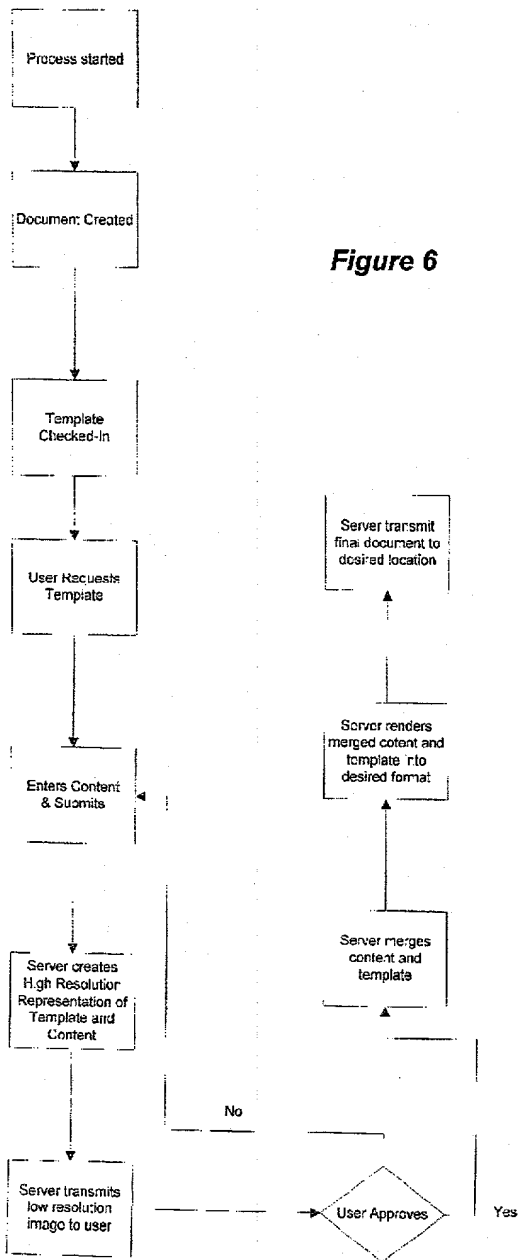 Process started
Document Created
Figure 6
Template
Checked-In
User Requests
Template
Enters Content
& Submits
Server creates
High Resolution
Representation of
Template and
Content
Server transmits
low resolution
image to user
No
User Approves
Yes
Server merges
content and
template
Server renders
merged cotent and
template into
desired format
Server transmit
final document to
desired location